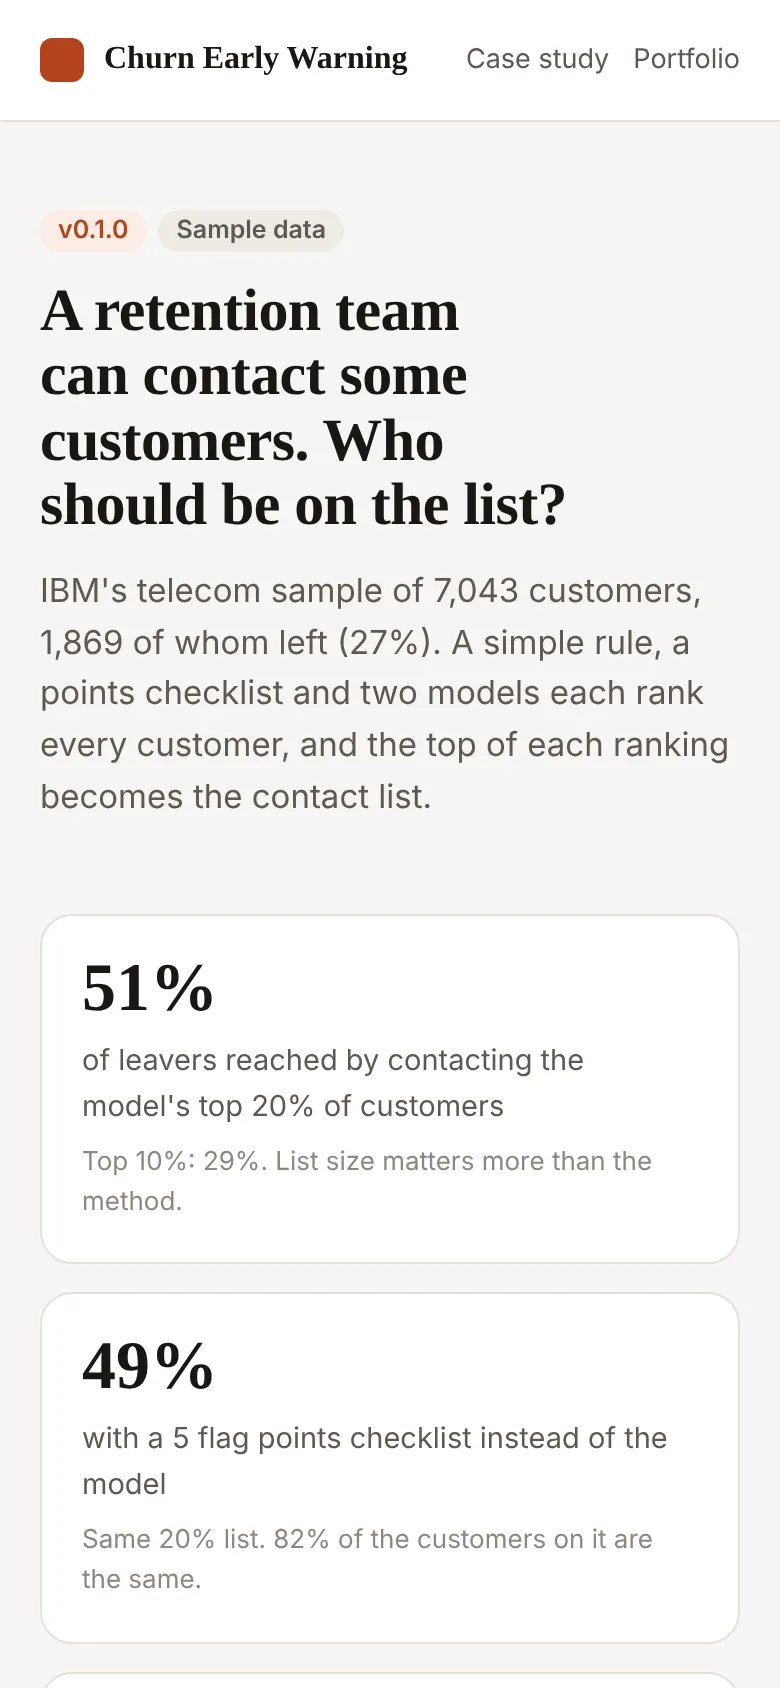 Churn Early Warning
Case study
Portfolio
v0.1.0
Sample data
A retention team
can contact some
customers. Who
should be on the list?
IBM's telecom sample of 7,043 customers,
1,869 of whom left (27%). A simple rule, a
points checklist and two models each rank
every customer, and the top of each ranking
becomes the contact list.
51%
of leavers reached by contacting the
model's top 20% of customers
Top 10%: 29%. List size matters more than the
method.
49%
with a 5 flag points checklist instead of the
model
Same 20% list. 82% of the customers on it are
the same.